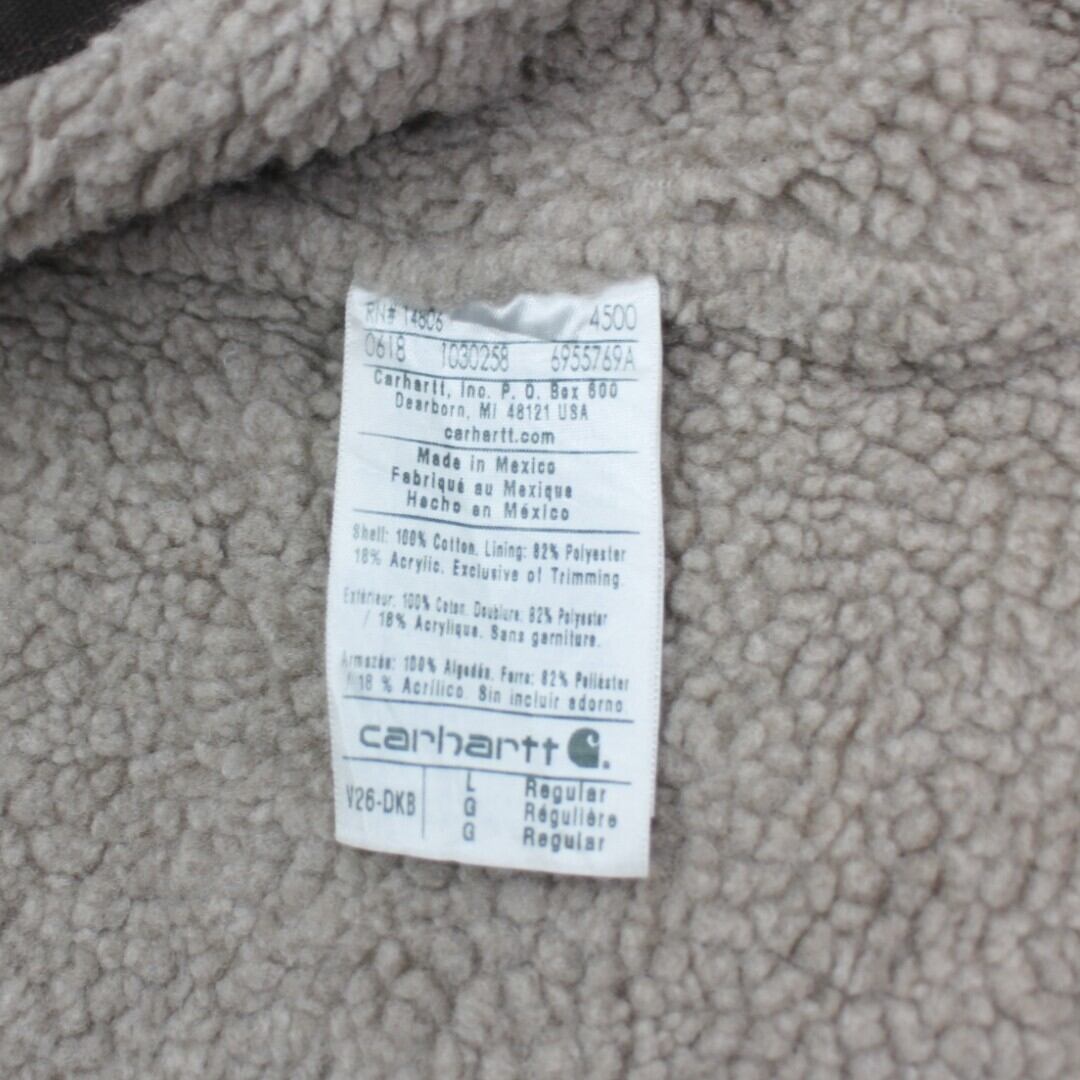 RN# 14806 4500
0618 1030258 6955769A
Carhartt, Inc. P. O. Box 600
Dearborn, MI 48121 USA
carhartt.com
Made in Mexico
Fabriqué au Mexique
Hecho en México
Shell: 100% Cotton. Lining: 82% Polyester
18% Acrylic. Exclusive of Trimming.
Extérieur: 100% Coton. Doublure: 82% Polyester
/ 18% Acrylique. Sans garniture.
Armazón: 100% Algodón. Forro: 82% Poliéster
/ 18 % Acrílico. Sin incluir adorno.
carhartt
V26-DKB L Regular
G Régulière
G Regular